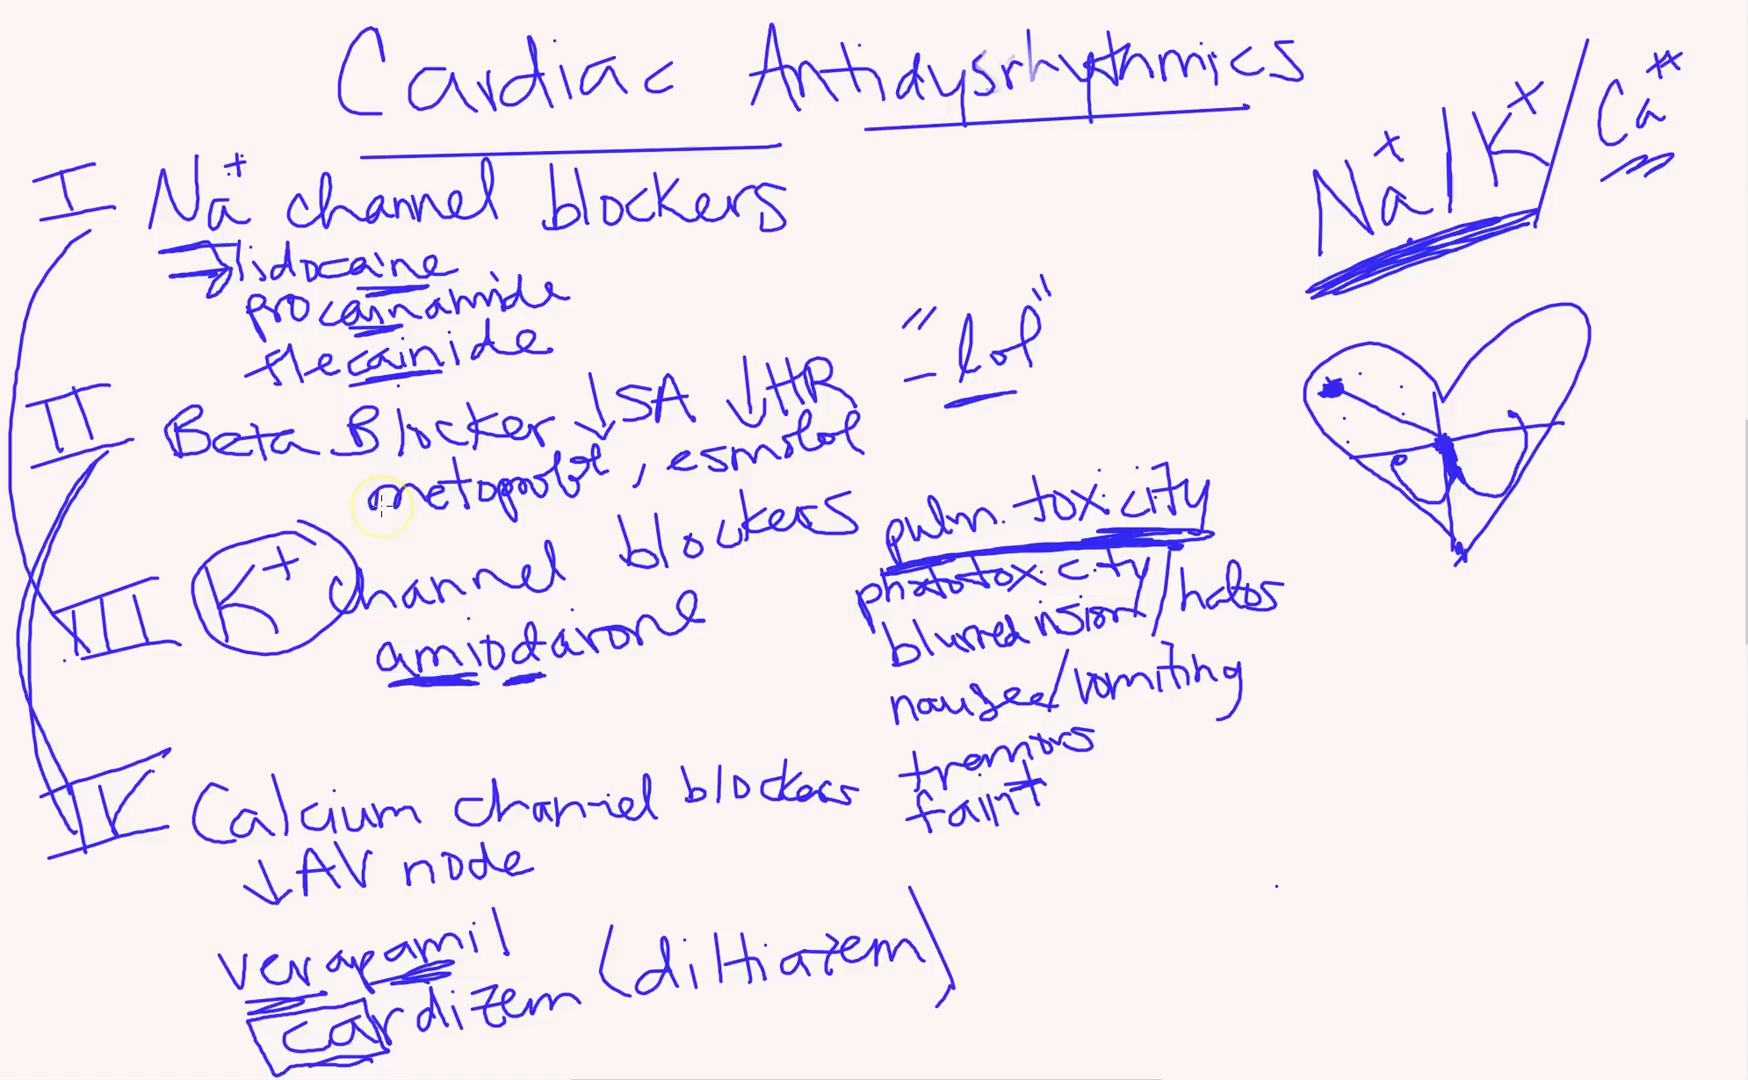 Cardiac Antidysrhythmics
Na+ / K+ / Ca++
I Na+ channel blockers
→ lidocaine
procainamide
flecainide
"-lol"
II Beta Blocker ↓SA ↓HR
metoprolol, esmolol
III K+ channel blockers
amiodarone
pulm. toxicity
phototoxicity
blurred vision / halos
nausea/vomiting
tremors
faint
IV Calcium channel blockers
↓AV node
verapamil
cardizem (diltiazem)